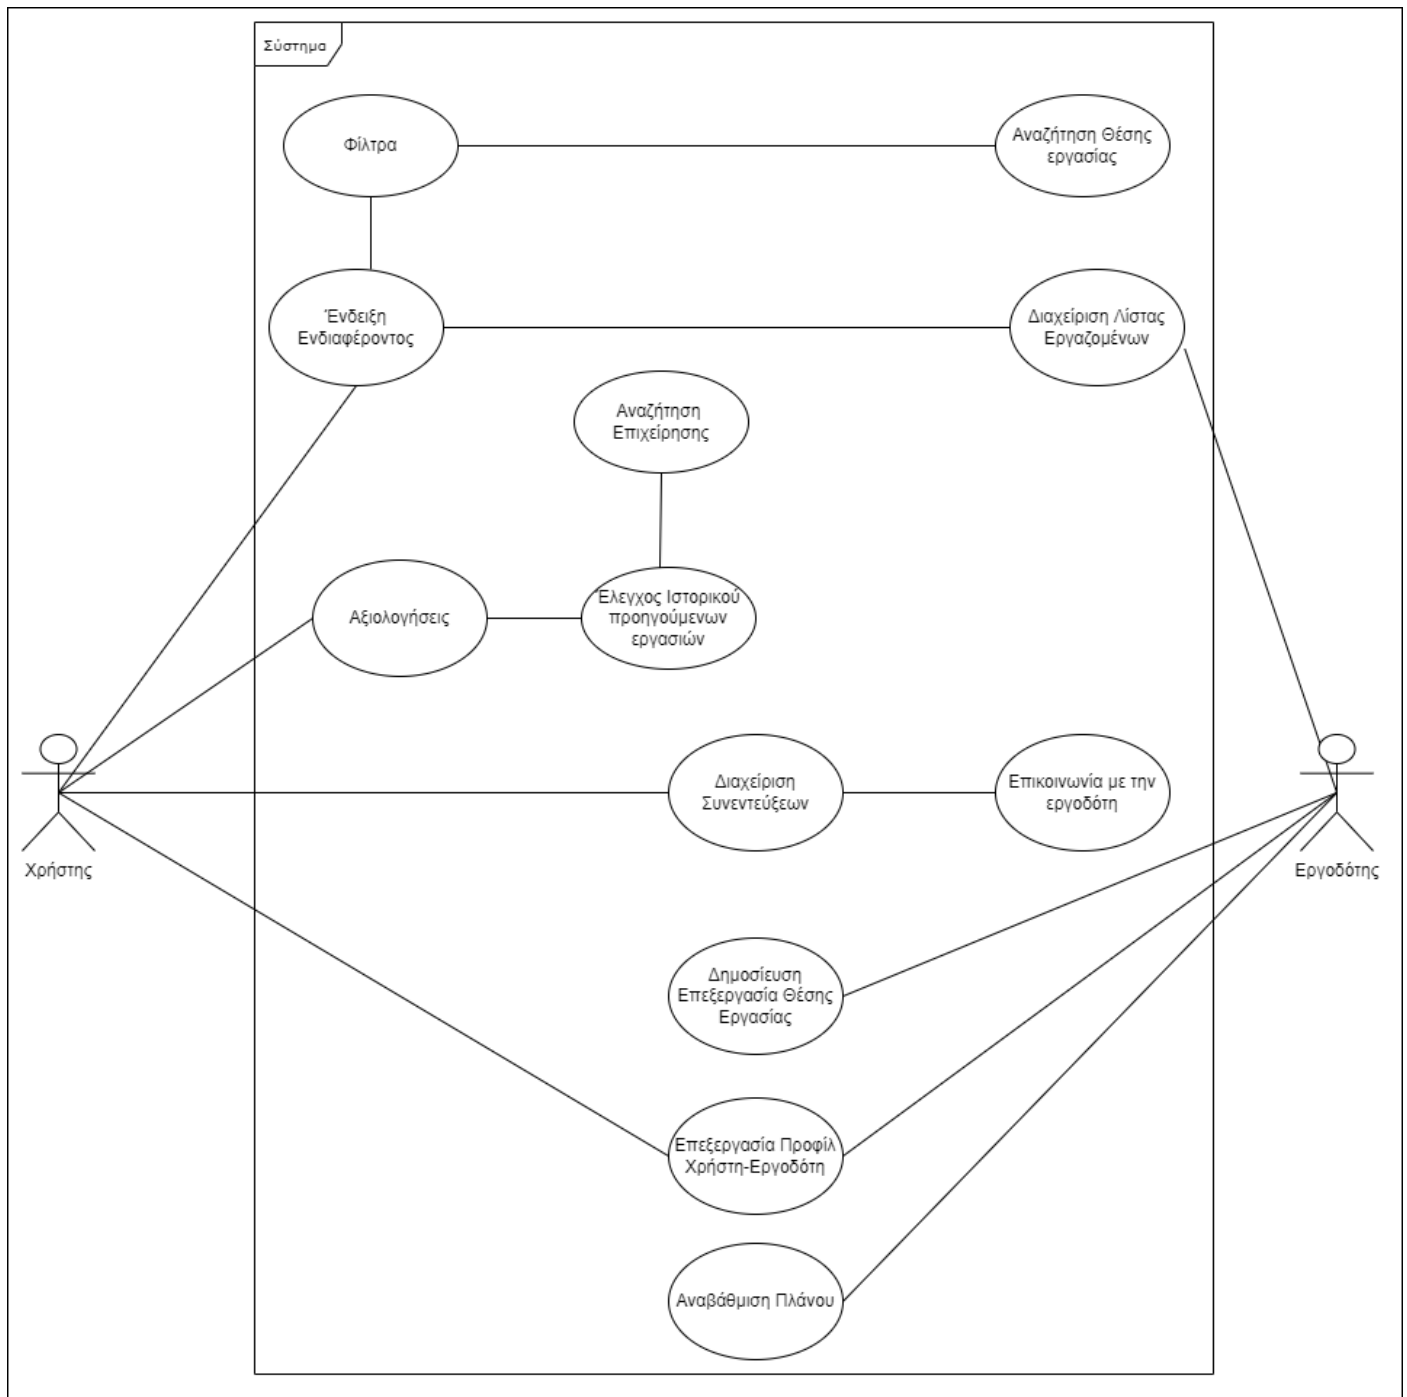 Σύστημα
Φίλτρα
Αναζήτηση Θέσης
εργασίας
Ένδειξη
Ενδιαφέροντος
Διαχείριση Λίστας
Εργαζομένων
Αναζήτηση
Επιχείρησης
Αξιολογήσεις
Έλεγχος Ιστορικού
προηγούμενων
εργασιών
Διαχείριση
Συνεντεύξεων
Επικοινωνία με την
εργοδότη
Χρήστης
Εργοδότης
Δημοσίευση
Επεξεργασία Θέσης
Εργασίας
Επεξεργασία Προφίλ
Χρήστη-Εργοδότη
Αναβάθμιση Πλάνου